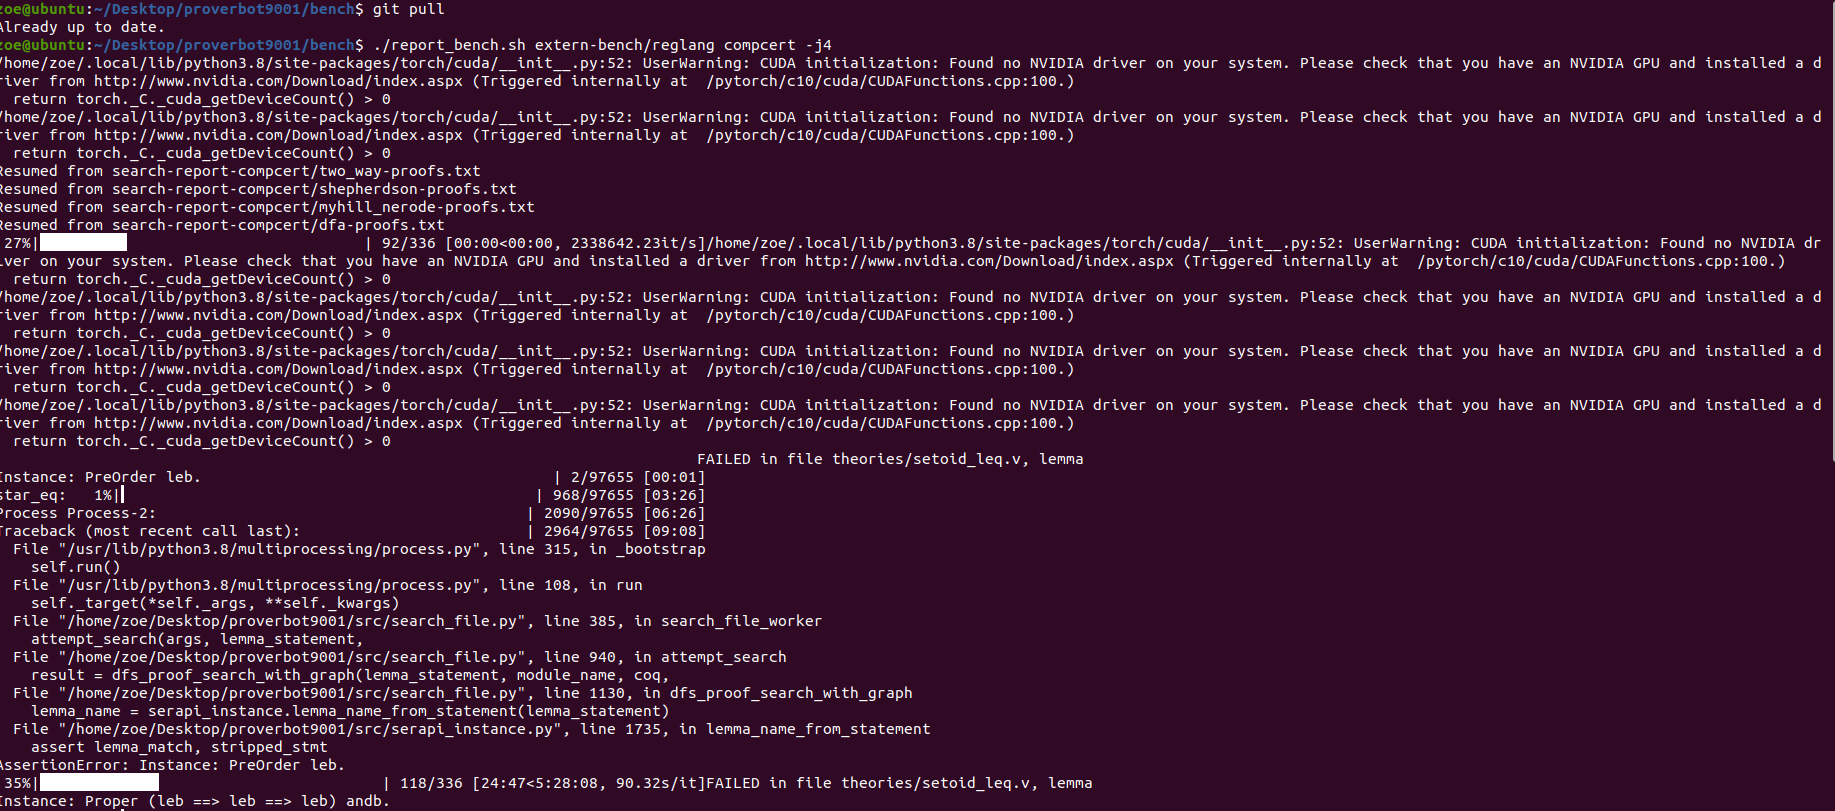 zoe@ubuntu:~/Desktop/proverbot9001/bench$ git pull
Already up to date.
zoe@ubuntu:~/Desktop/proverbot9001/bench$ ./report_bench.sh extern-bench/reglang compcert -j4
/home/zoe/.local/lib/python3.8/site-packages/torch/cuda/__init__.py:52: UserWarning: CUDA initialization: Found no NVIDIA driver on your system. Please check that you have an NVIDIA GPU and installed a d
river from http://www.nvidia.com/Download/index.aspx (Triggered internally at  /pytorch/c10/cuda/CUDAFunctions.cpp:100.)
  return torch._C._cuda_getDeviceCount() > 0
/home/zoe/.local/lib/python3.8/site-packages/torch/cuda/__init__.py:52: UserWarning: CUDA initialization: Found no NVIDIA driver on your system. Please check that you have an NVIDIA GPU and installed a d
river from http://www.nvidia.com/Download/index.aspx (Triggered internally at  /pytorch/c10/cuda/CUDAFunctions.cpp:100.)
  return torch._C._cuda_getDeviceCount() > 0
Resumed from search-report-compcert/two_way-proofs.txt
Resumed from search-report-compcert/shepherdson-proofs.txt
Resumed from search-report-compcert/myhill_nerode-proofs.txt
Resumed from search-report-compcert/dfa-proofs.txt
27%| | 92/336 [00:00<00:00, 2338642.23it/s]/home/zoe/.local/lib/python3.8/site-packages/torch/cuda/__init__.py:52: UserWarning: CUDA initialization: Found no NVIDIA dr
iver on your system. Please check that you have an NVIDIA GPU and installed a driver from http://www.nvidia.com/Download/index.aspx (Triggered internally at  /pytorch/c10/cuda/CUDAFunctions.cpp:100.)
  return torch._C._cuda_getDeviceCount() > 0
/home/zoe/.local/lib/python3.8/site-packages/torch/cuda/__init__.py:52: UserWarning: CUDA initialization: Found no NVIDIA driver on your system. Please check that you have an NVIDIA GPU and installed a d
river from http://www.nvidia.com/Download/index.aspx (Triggered internally at  /pytorch/c10/cuda/CUDAFunctions.cpp:100.)
  return torch._C._cuda_getDeviceCount() > 0
/home/zoe/.local/lib/python3.8/site-packages/torch/cuda/__init__.py:52: UserWarning: CUDA initialization: Found no NVIDIA driver on your system. Please check that you have an NVIDIA GPU and installed a d
river from http://www.nvidia.com/Download/index.aspx (Triggered internally at  /pytorch/c10/cuda/CUDAFunctions.cpp:100.)
  return torch._C._cuda_getDeviceCount() > 0
/home/zoe/.local/lib/python3.8/site-packages/torch/cuda/__init__.py:52: UserWarning: CUDA initialization: Found no NVIDIA driver on your system. Please check that you have an NVIDIA GPU and installed a d
river from http://www.nvidia.com/Download/index.aspx (Triggered internally at  /pytorch/c10/cuda/CUDAFunctions.cpp:100.)
  return torch._C._cuda_getDeviceCount() > 0
FAILED in file theories/setoid_leq.v, lemma
Instance: PreOrder leb. | 2/97655 [00:01]
star_eq:   1%| | 968/97655 [03:26]
Process Process-2: | 2090/97655 [06:26]
Traceback (most recent call last): | 2964/97655 [09:08]
  File "/usr/lib/python3.8/multiprocessing/process.py", line 315, in _bootstrap
    self.run()
  File "/usr/lib/python3.8/multiprocessing/process.py", line 108, in run
    self._target(*self._args, **self._kwargs)
  File "/home/zoe/Desktop/proverbot9001/src/search_file.py", line 385, in search_file_worker
    attempt_search(args, lemma_statement,
  File "/home/zoe/Desktop/proverbot9001/src/search_file.py", line 940, in attempt_search
    result = dfs_proof_search_with_graph(lemma_statement, module_name, coq,
  File "/home/zoe/Desktop/proverbot9001/src/search_file.py", line 1130, in dfs_proof_search_with_graph
    lemma_name = serapi_instance.lemma_name_from_statement(lemma_statement)
  File "/home/zoe/Desktop/proverbot9001/src/serapi_instance.py", line 1735, in lemma_name_from_statement
    assert lemma_match, stripped_stmt
AssertionError: Instance: PreOrder leb.
35%| | 118/336 [24:47<5:28:08, 90.32s/it]FAILED in file theories/setoid_leq.v, lemma
Instance: Proper (leb ==> leb ==> leb) andb.